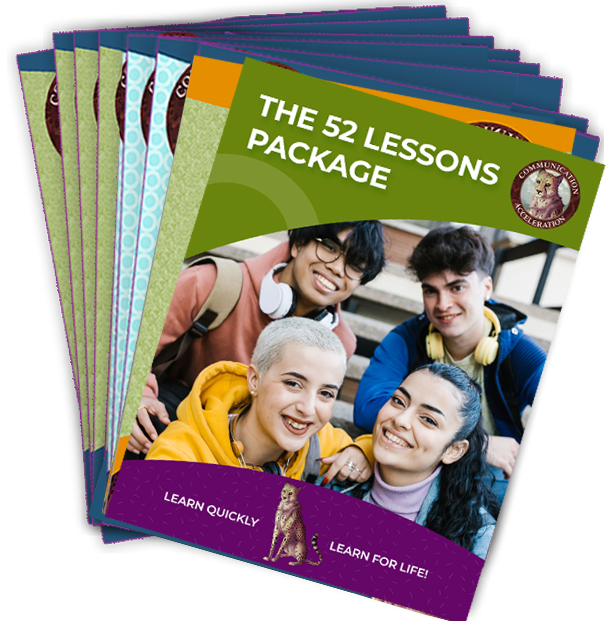 THE 52 LESSONS
PACKAGE
COMMUNICATION
ACCELERATION
LEARN QUICKLY
LEARN FOR LIFE!